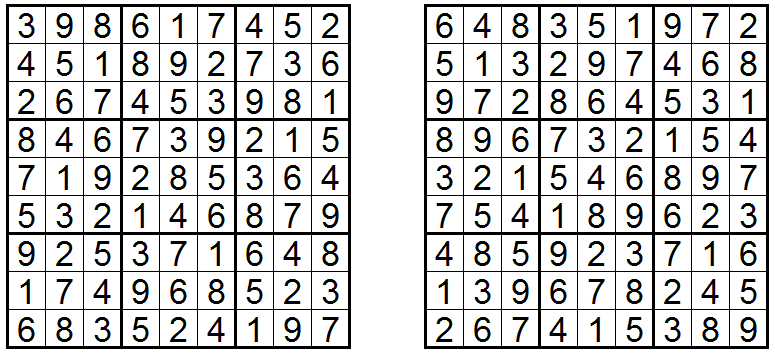 3 9 8 6 1 7 4 5 2
4 5 1 8 9 2 7 3 6
2 6 7 4 5 3 9 8 1
8 4 6 7 3 9 2 1 5
7 1 9 2 8 5 3 6 4
5 3 2 1 4 6 8 7 9
9 2 5 3 7 1 6 4 8
1 7 4 9 6 8 5 2 3
6 8 3 5 2 4 1 9 7
6 4 8 3 5 1 9 7 2
5 1 3 2 9 7 4 6 8
9 7 2 8 6 4 5 3 1
8 9 6 7 3 2 1 5 4
3 2 1 5 4 6 8 9 7
7 5 4 1 8 9 6 2 3
4 8 5 9 2 3 7 1 6
1 3 9 6 7 8 2 4 5
2 6 7 4 1 5 3 8 9